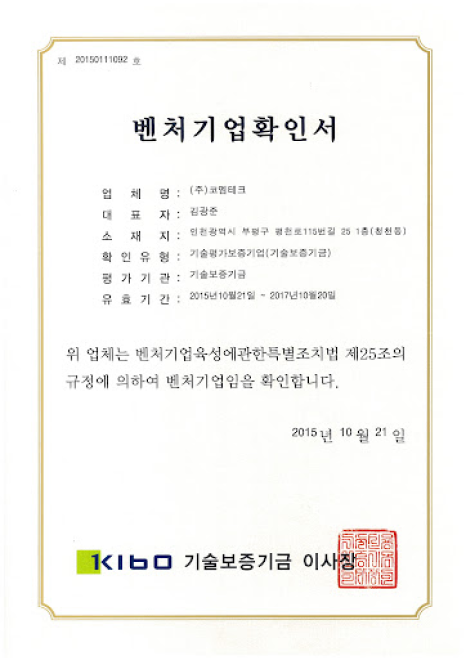 제 20150111092 호
벤처기업확인서
업 체 명 : (주)코엠테크
대 표 자 : 김광준
소 재 지 : 인천광역시 부평구 평천로115번길 25 1층(청천동)
확 인 유 형 : 기술평가보증기업(기술보증기금)
평 가 기 관 : 기술보증기금
유 효 기 간 : 2015년10월21일 - 2017년10월20일
위 업체는 벤처기업육성에관한특별조치법 제25조의
규정에 의하여 벤처기업임을 확인합니다.
2015 년 10 월 21 일
KIBO 기술보증기금 이사장